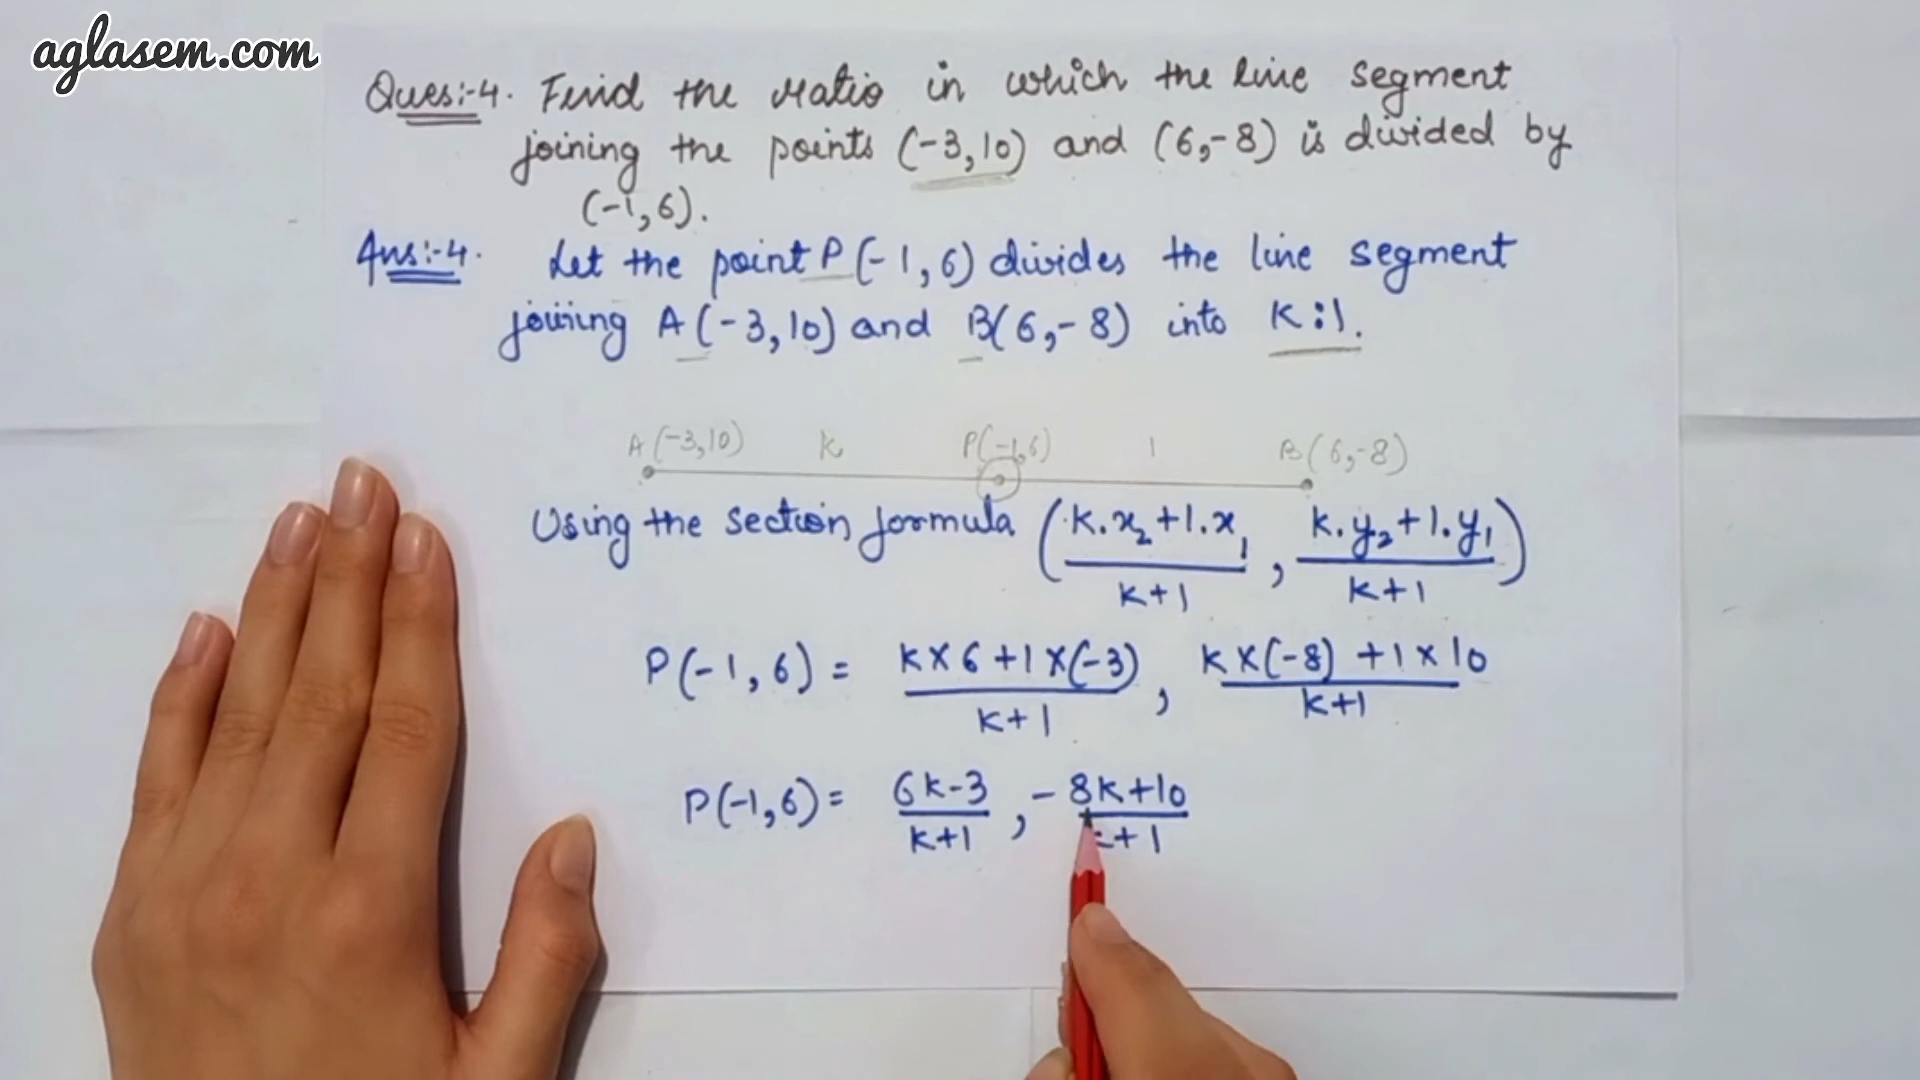 aglasem.com
Ques:-4. Find the ratio in which the line segment
joining the points (-3,10) and (6,-8) is divided by
(-1,6).
Ans:-4. Let the point P(-1,6) divides the line segment
joining A(-3,10) and B(6,-8) into K:1.
A(-3,10) K P(-1,6) 1 B(6,-8)
Using the section formula (K.x₂+1.x₁/K+1, K.y₂+1.y₁/K+1)
P(-1,6) = K×6+1×(-3)/K+1, K×(-8)+1×10/K+1
P(-1,6) = 6K-3/K+1, -8K+10/K+1